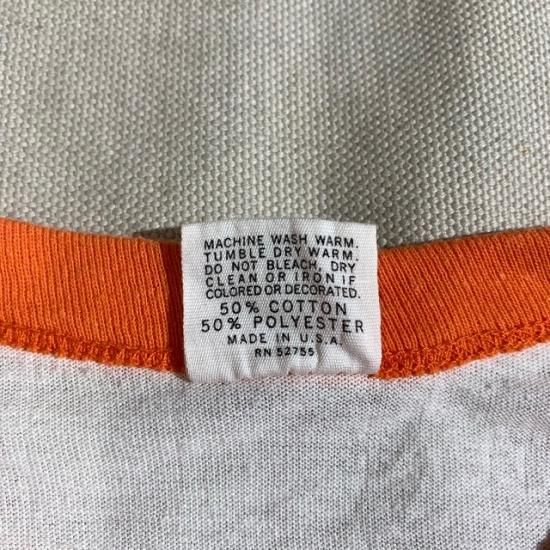 MACHINE WASH WARM.
TUMBLE DRY WARM.
DO NOT BLEACH, DRY
CLEAN OR IRON IF
COLORED OR DECORATED.
50% COTTON
50% POLYESTER
MADE IN U.S.A.
RN 52755